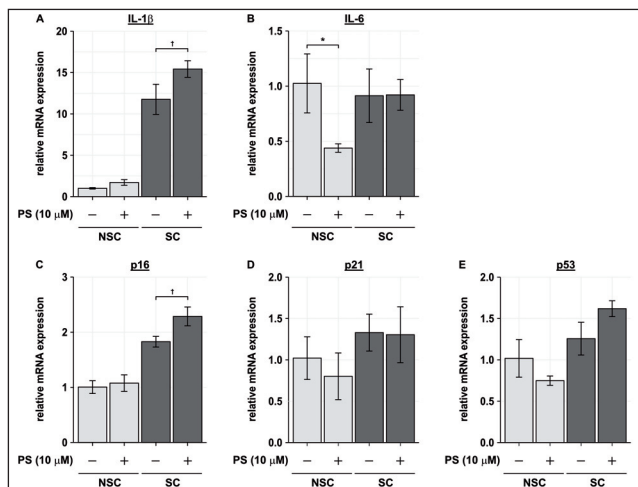 A IL-1β
relative mRNA expression
20
15
10
5
0
†
PS (10 μM) − + − +
NSC SC
B IL-6
relative mRNA expression
1.5
1.0
0.5
0.0
*
PS (10 μM) − + − +
NSC SC
C p16
relative mRNA expression
3
2
1
0
†
PS (10 μM) − + − +
NSC SC
D p21
relative mRNA expression
2.0
1.5
1.0
0.5
0.0
PS (10 μM) − + − +
NSC SC
E p53
relative mRNA expression
2.0
1.5
1.0
0.5
0.0
PS (10 μM) − + − +
NSC SC